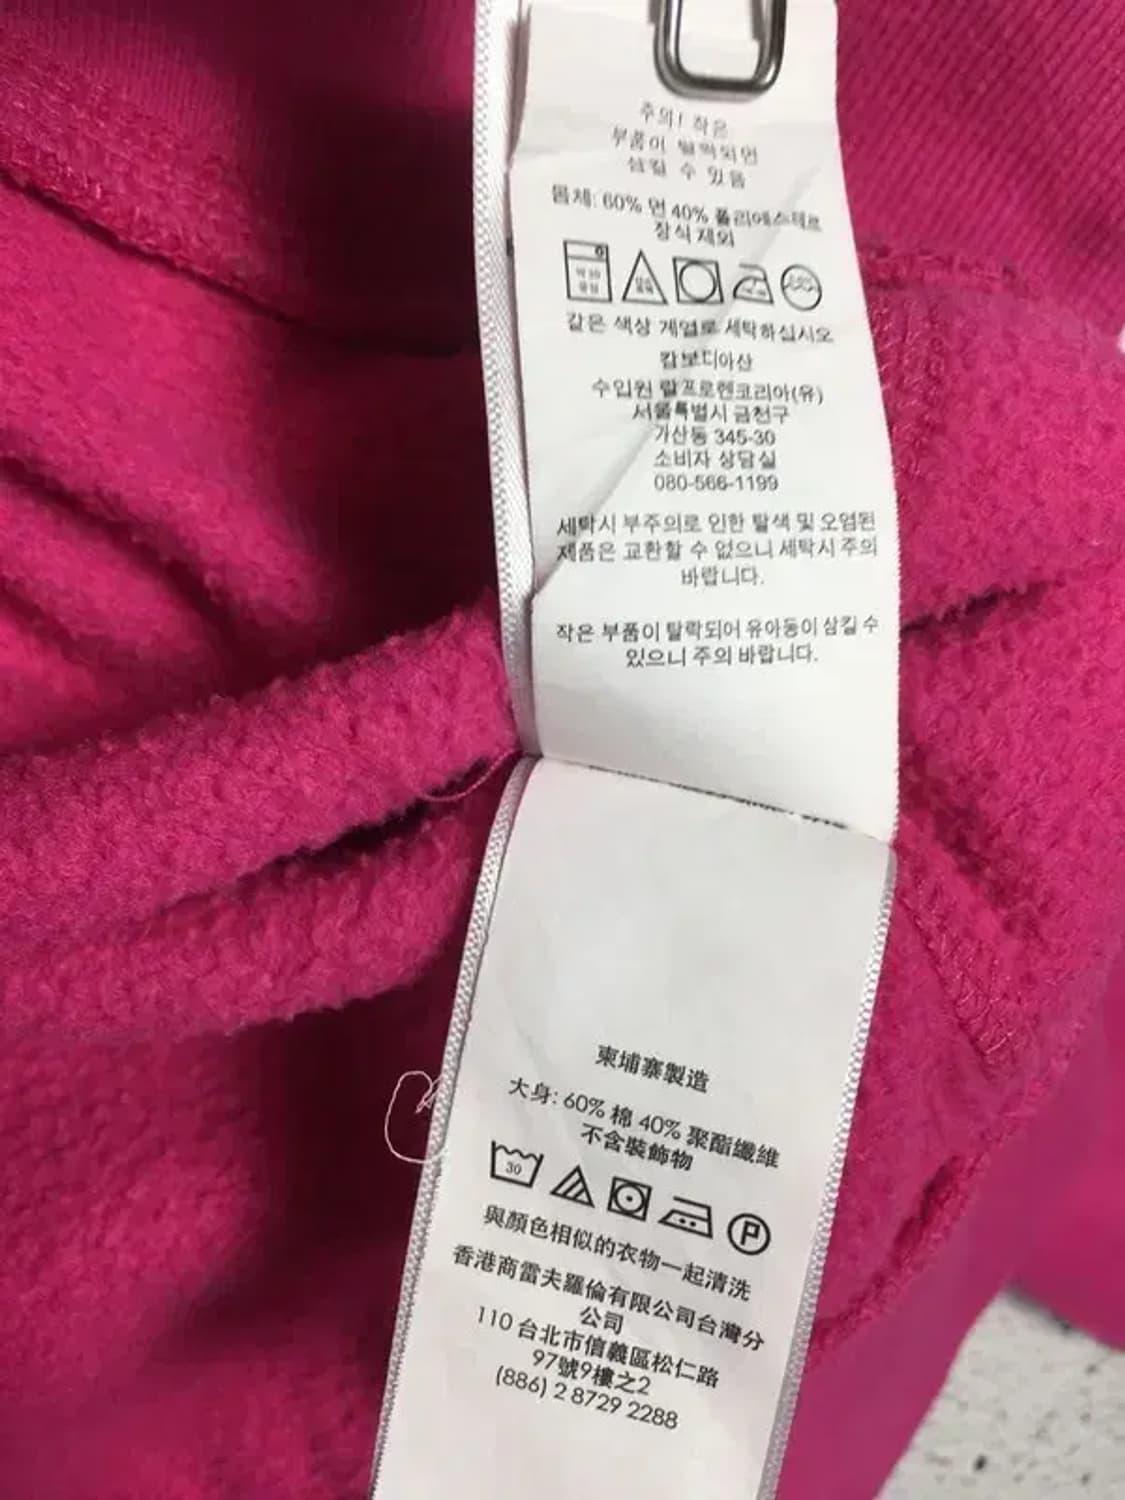 주의! 작은
부품이 탈락되면
삼킬 수 있음
몸체: 60% 면 40% 폴리에스테르
장식 제외
약 30
중성
갈은 색상 계열로 세탁하십시오
캄보디아산
수입원 랄프로렌코리아(유)
서울특별시 금천구
가산동 345-30
소비자 상담실
080-566-1199
세탁시 부주의로 인한 탈색 및 오염된
제품은 교환할 수 없으니 세탁시 주의
바랍니다.
작은 부품이 탈락되어 유아동이 삼킬 수
있으니 주의 바랍니다.
柬埔寨製造
大身: 60% 棉 40% 聚酯纖維
不含裝飾物
30
P
與顏色相似的衣物一起清洗
香港商雷夫羅倫有限公司台灣分
公司
110 台北市信義區松仁路
97號9樓之2
(886) 2 8729 2288